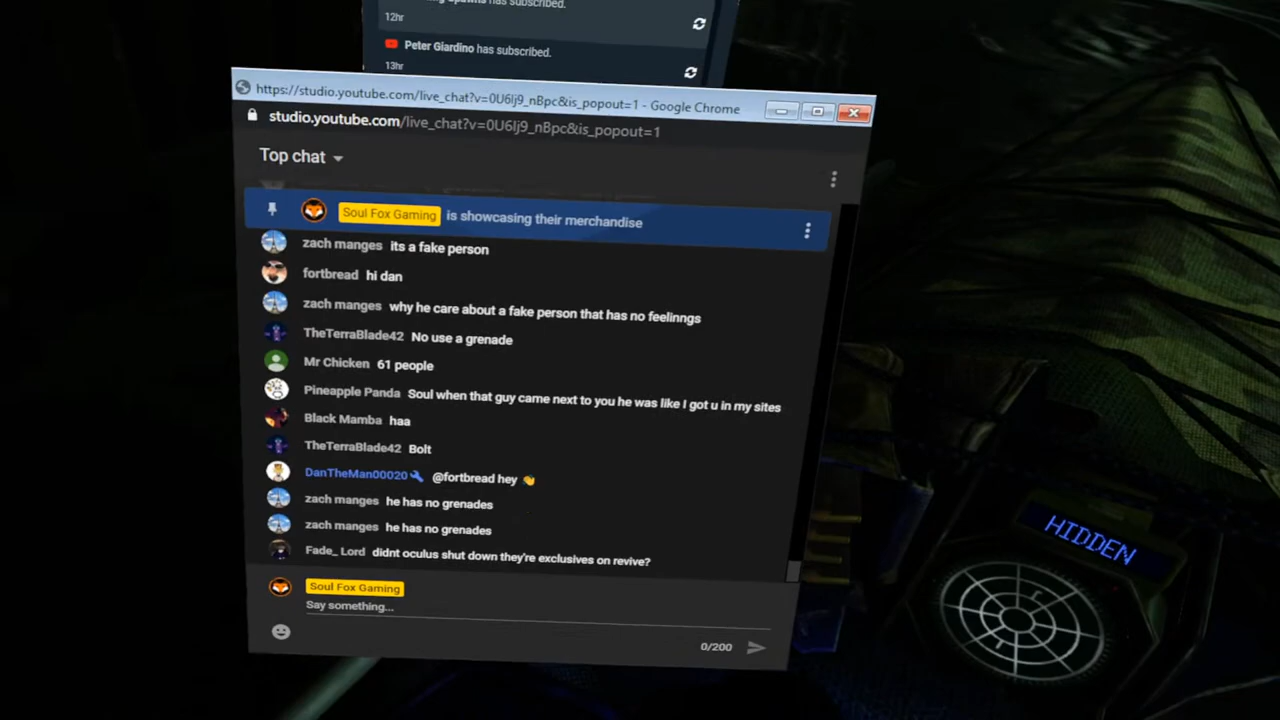 has subscribed.
12hr
Peter Giardino has subscribed.
13hr
https://studio.youtube.com/live_chat?v=0U6lj9_nBpc&is_popout=1 - Google Chrome
studio.youtube.com/live_chat?v=0U6lj9_nBpc&is_popout=1
Top chat
Soul Fox Gaming is showcasing their merchandise
zach manges its a fake person
fortbread hi dan
zach manges why he care about a fake person that has no feelinngs
TheTerraBlade42 No use a grenade
Mr Chicken 61 people
Pineapple Panda Soul when that guy came next to you he was like I got u in my sites
Black Mamba haa
TheTerraBlade42 Bolt
DanTheMan00020 @fortbread hey 👏
zach manges he has no grenades
zach manges he has no grenades
Fade_ Lord didnt oculus shut down they're exclusives on revive?
Soul Fox Gaming
Say something...
0/200
HIDDEN